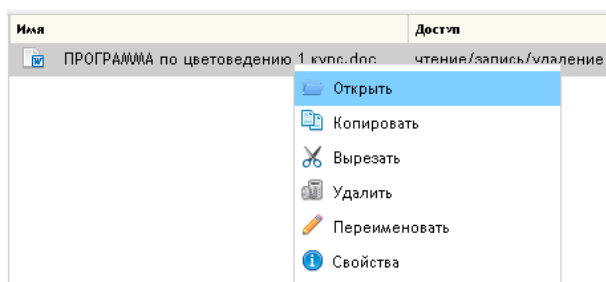 Имя Доступ
ПРОГРАММА по цветоведению 1 курс.doc чтение/запись/удаление
Открыть
Копировать
Вырезать
Удалить
Переименовать
Свойства